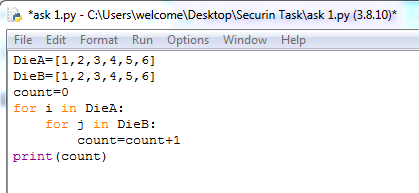 *ask 1.py - C:\Users\welcome\Desktop\Securin Task\ask 1.py (3.8.10)*
File Edit Format Run Options Window Help
DieA=[1,2,3,4,5,6]
DieB=[1,2,3,4,5,6]
count=0
for i in DieA:
    for j in DieB:
        count=count+1
print(count)